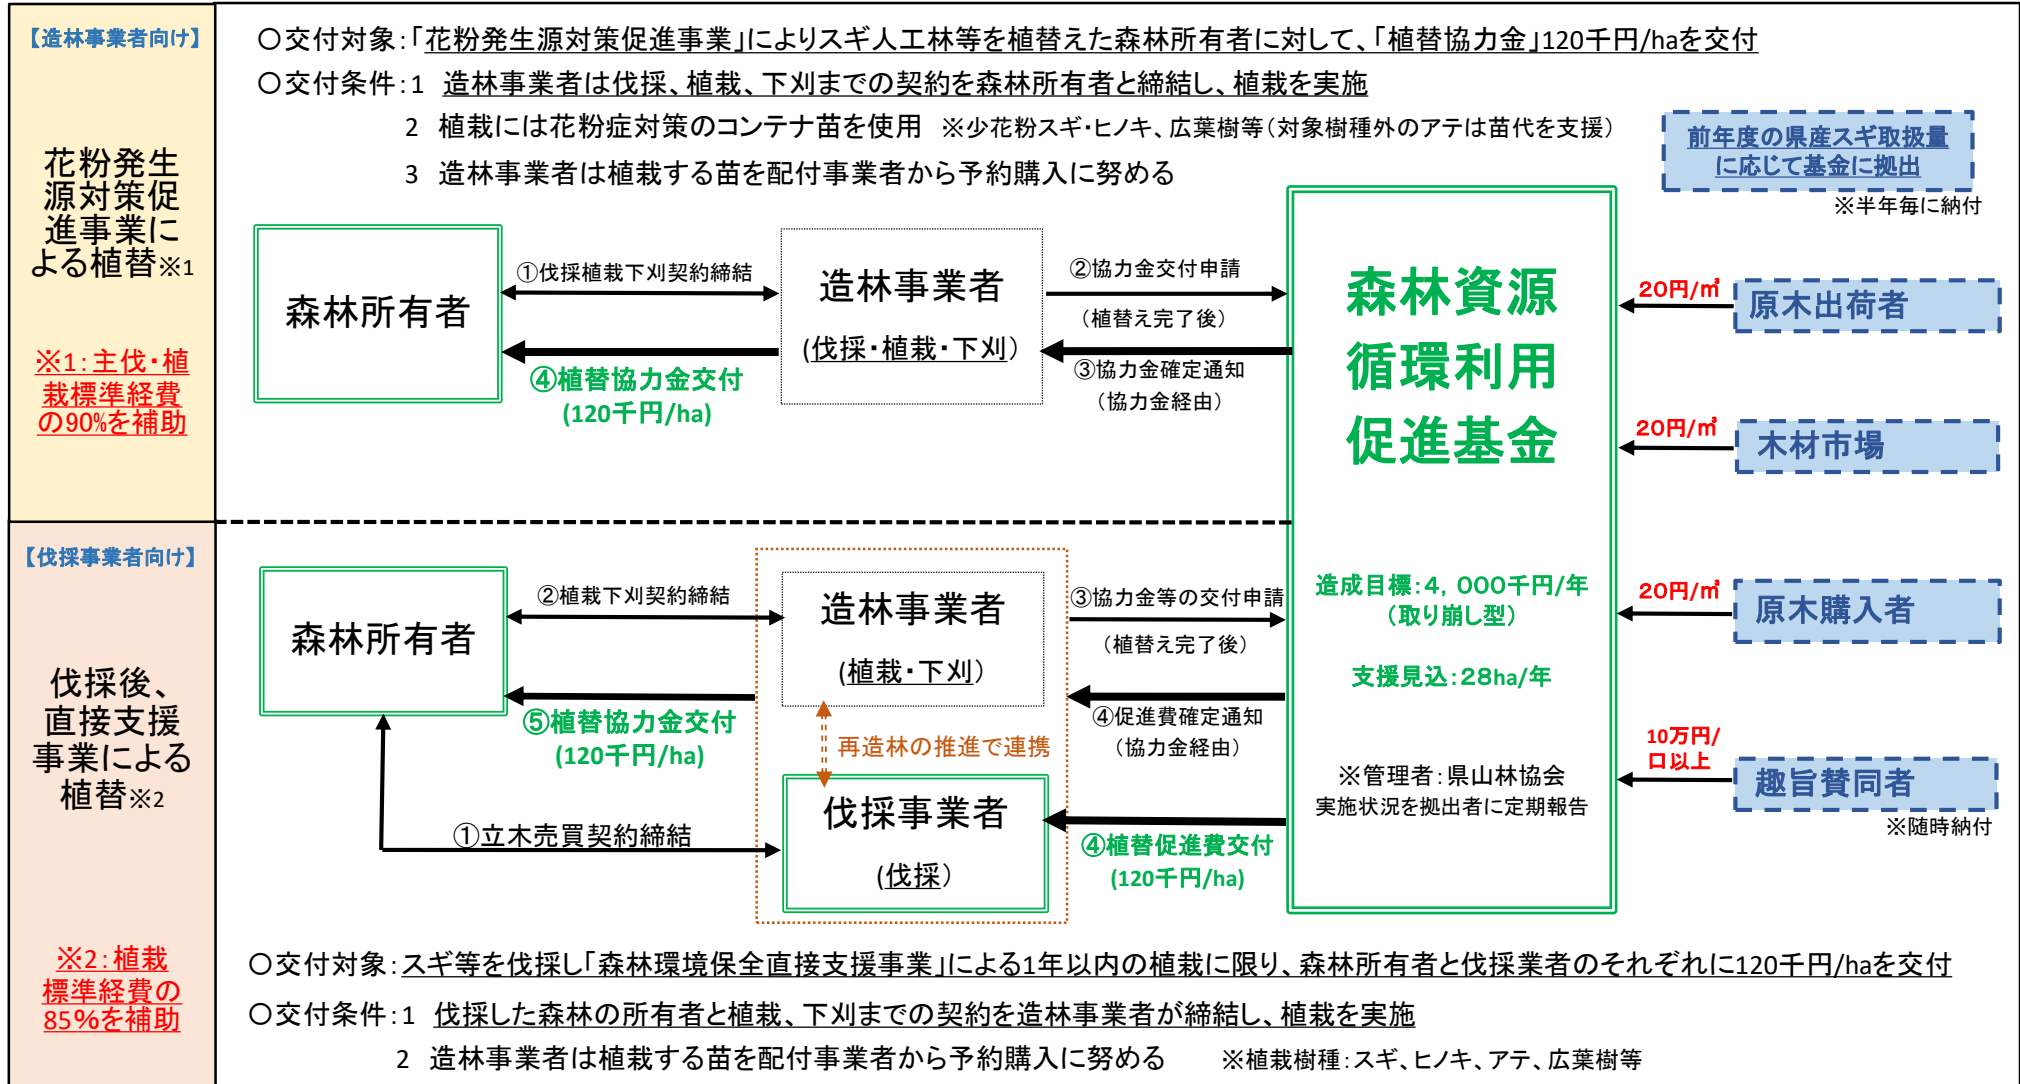 【造林事業者向け】
花粉発生
源対策促
進事業に
よる植替※1
※1:主伐・植
栽標準経費
の90%を補助
〇交付対象:「花粉発生源対策促進事業」によりスギ人工林等を植替えた森林所有者に対して、「植替協力金」120千円/haを交付
〇交付条件:1 造林事業者は伐採、植栽、下刈までの契約を森林所有者と締結し、植栽を実施
2 植栽には花粉症対策のコンテナ苗を使用 ※少花粉スギ・ヒノキ、広葉樹等(対象樹種外のアテは苗代を支援)
3 造林事業者は植栽する苗を配付事業者から予約購入に努める
前年度の県産スギ取扱量
に応じて基金に拠出
※半年毎に納付
森林所有者
①伐採植栽下刈契約締結
④植替協力金交付
(120千円/ha)
造林事業者
(伐採・植栽・下刈)
②協力金交付申請
(植替え完了後)
③協力金確定通知
(協力金経由)
森林資源
循環利用
促進基金
造成目標:4,000千円/年
(取り崩し型)
支援見込:28ha/年
※管理者:県山林協会
実施状況を拠出者に定期報告
20円/㎥
原木出荷者
20円/㎥
木材市場
20円/㎥
原木購入者
10万円/
口以上
趣旨賛同者
※随時納付
【伐採事業者向け】
伐採後、
直接支援
事業による
植替※2
※2:植栽
標準経費の
85%を補助
森林所有者
②植栽下刈契約締結
⑤植替協力金交付
(120千円/ha)
①立木売買契約締結
造林事業者
(植栽・下刈)
再造林の推進で連携
伐採事業者
(伐採)
③協力金等の交付申請
(植替え完了後)
④促進費確定通知
(協力金経由)
④植替促進費交付
(120千円/ha)
〇交付対象:スギ等を伐採し「森林環境保全直接支援事業」による1年以内の植栽に限り、森林所有者と伐採業者のそれぞれに120千円/haを交付
〇交付条件:1 伐採した森林の所有者と植栽、下刈までの契約を造林事業者が締結し、植栽を実施
2 造林事業者は植栽する苗を配付事業者から予約購入に努める ※植栽樹種:スギ、ヒノキ、アテ、広葉樹等